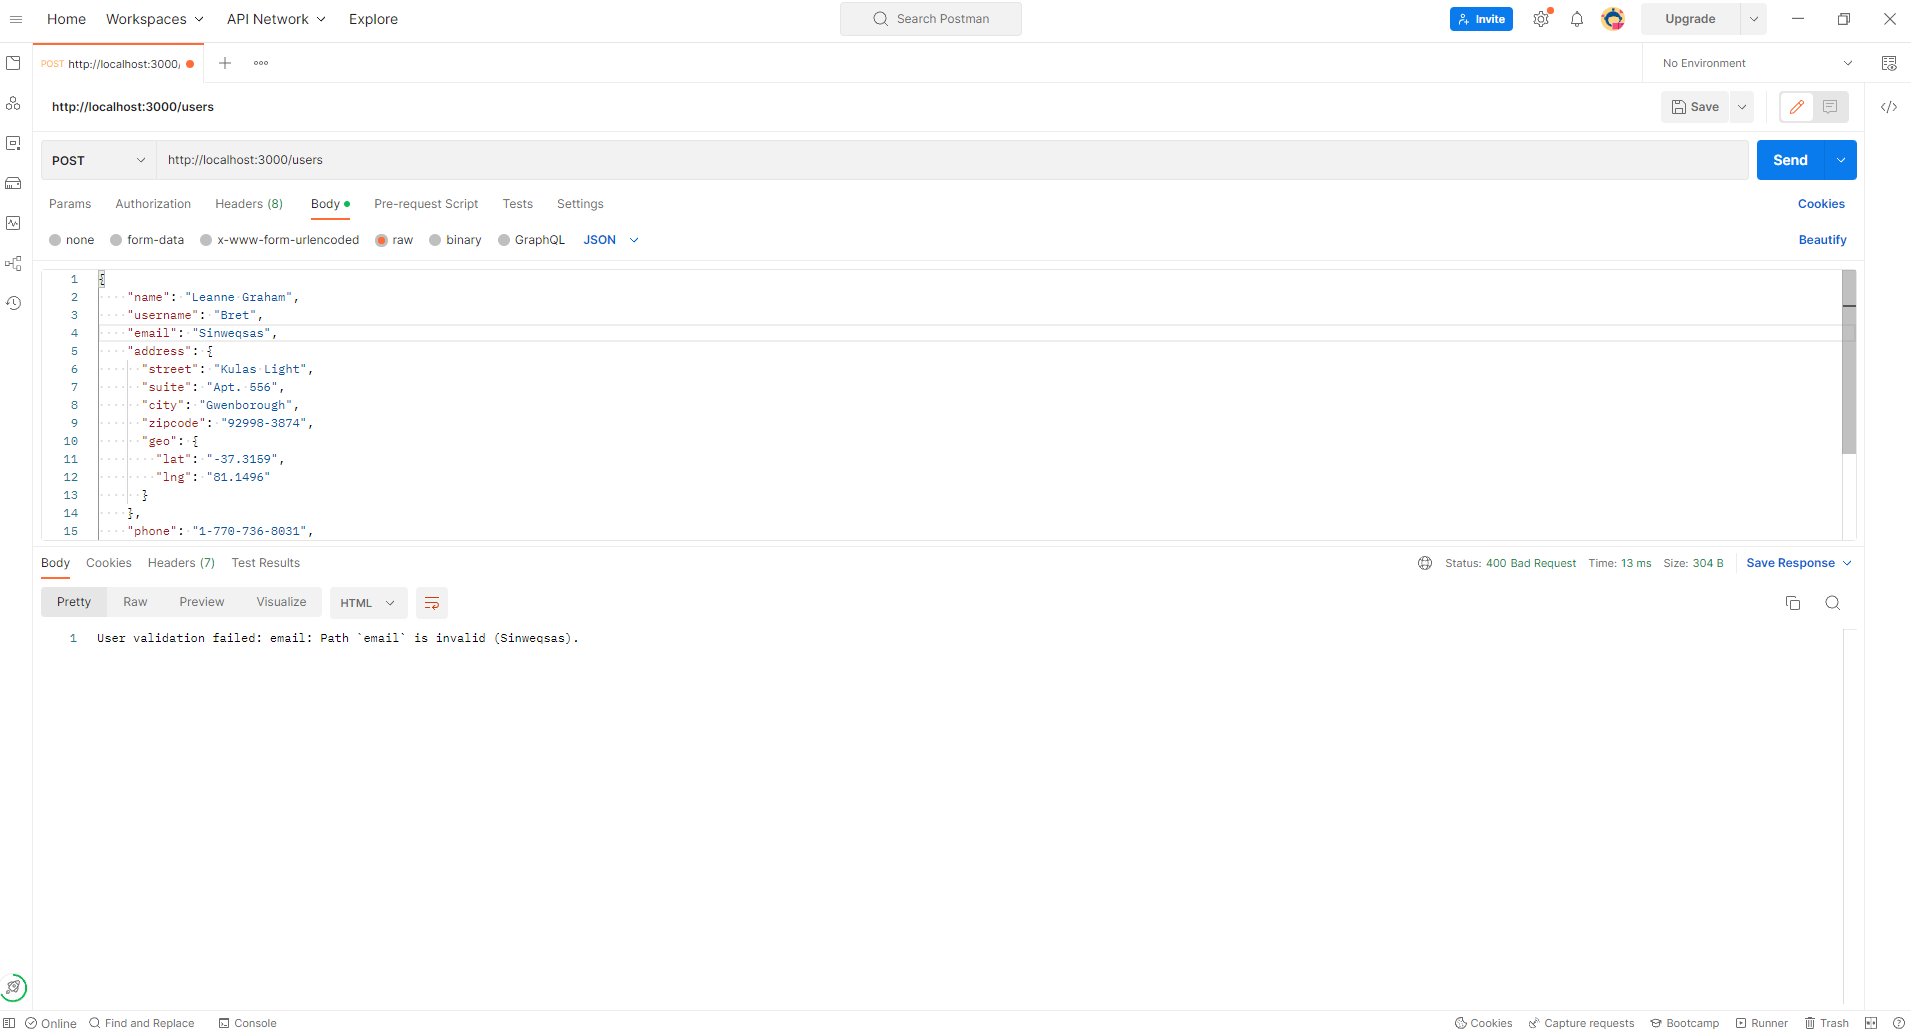 Home Workspaces API Network Explore Search Postman Invite Upgrade
POST http://localhost:3000/ No Environment
http://localhost:3000/users Save
POST http://localhost:3000/users Send
Params Authorization Headers (8) Body Pre-request Script Tests Settings Cookies
none form-data x-www-form-urlencoded raw binary GraphQL JSON Beautify
1 {
2 "name": "Leanne Graham",
3 "username": "Bret",
4 "email": "Sinweqsas",
5 "address": {
6 "street": "Kulas Light",
7 "suite": "Apt. 556",
8 "city": "Gwenborough",
9 "zipcode": "92998-3874",
10 "geo": {
11 "lat": "-37.3159",
12 "lng": "81.1496"
13 }
14 },
15 "phone": "1-770-736-8031",
Body Cookies Headers (7) Test Results Status: 400 Bad Request Time: 13 ms Size: 304 B Save Response
Pretty Raw Preview Visualize HTML
1 User validation failed: email: Path `email` is invalid (Sinweqsas).
Online Find and Replace Console Cookies Capture requests Bootcamp Runner Trash